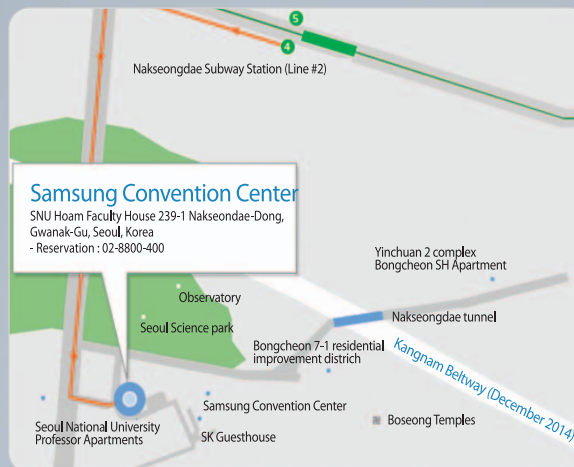 5
4
Nakseongdae Subway Station (Line #2)
Samsung Convention Center
SNU Hoam Faculty House 239-1 Nakseondae-Dong,
Gwanak-Gu, Seoul, Korea
- Reservation : 02-8800-400
Yinchuan 2 complex
Bongcheon SH Apartment
Observatory
Seoul Science park
Nakseongdae tunnel
Bongcheon 7-1 residential
improvement districh
Kangnam Beltway (December 2014)
Samsung Convention Center
Boseong Temples
Seoul National University
Professor Apartments
SK Guesthouse